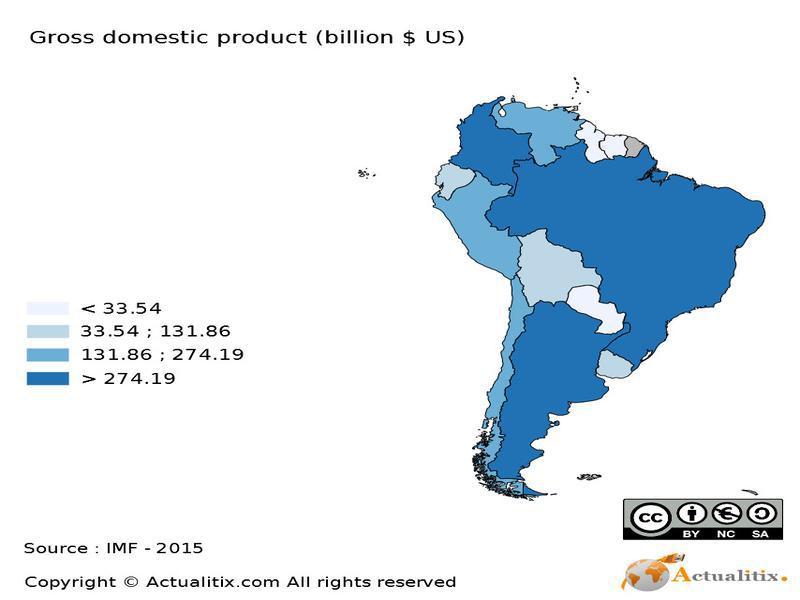 Gross domestic product (billion $ US)
< 33.54
33.54 ; 131.86
131.86 ; 274.19
> 274.19
cc
BY NC SA
Source : IMF - 2015
Copyright © Actualitix.com All rights reserved
Actualitix.